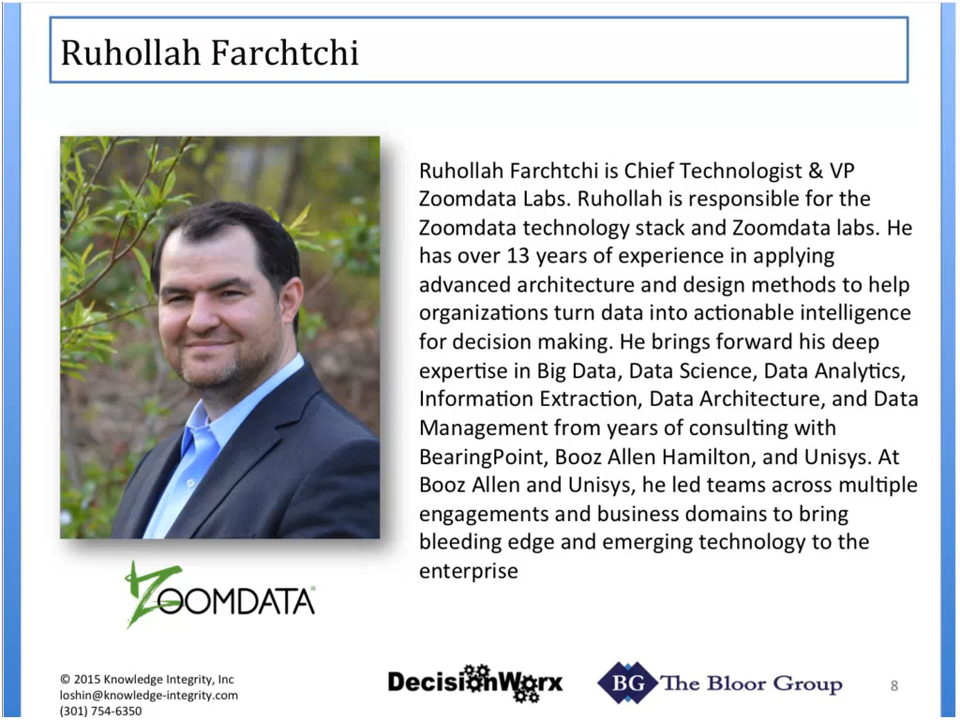 Ruhollah Farchtchi
Ruhollah Farchtchi is Chief Technologist & VP
Zoomdata Labs. Ruhollah is responsible for the
Zoomdata technology stack and Zoomdata labs. He
has over 13 years of experience in applying
advanced architecture and design methods to help
organizations turn data into actionable intelligence
for decision making. He brings forward his deep
expertise in Big Data, Data Science, Data Analytics,
Information Extraction, Data Architecture, and Data
Management from years of consulting with
BearingPoint, Booz Allen Hamilton, and Unisys. At
Booz Allen and Unisys, he led teams across multiple
engagements and business domains to bring
bleeding edge and emerging technology to the
enterprise
ZOOMDATA®
© 2015 Knowledge Integrity, Inc
loshin@knowledge-integrity.com
(301) 754-6350
DecisionWorx
BG The Bloor Group
8